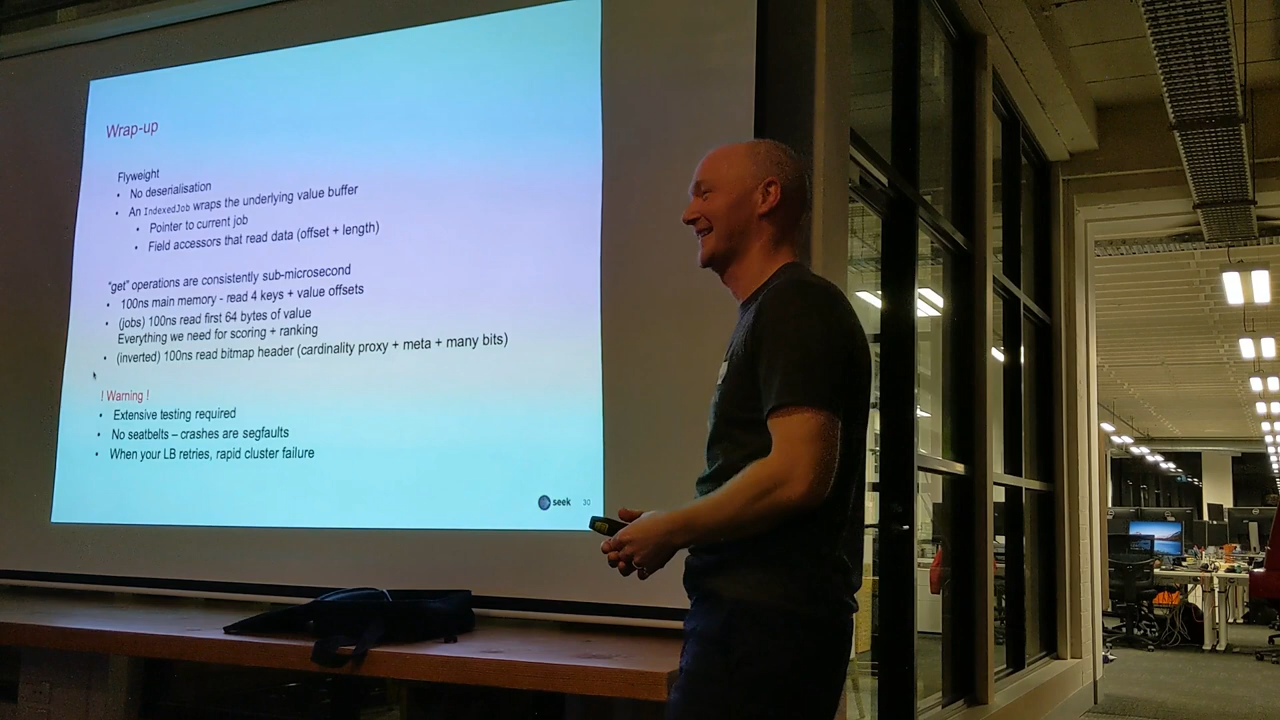 Wrap-up
Flyweight
• No deserialisation
• An IndexedJob wraps the underlying value buffer
• Pointer to current job
• Field accessors that read data (offset + length)
"get" operations are consistently sub-microsecond
• 100ns main memory - read 4 keys + value offsets
• (jobs) 100ns read first 64 bytes of value
Everything we need for scoring + ranking
• (inverted) 100ns read bitmap header (cardinality proxy + meta + many bits)
! Warning !
• Extensive testing required
• No seatbelts – crashes are segfaults
• When your LB retries, rapid cluster failure
seek 30